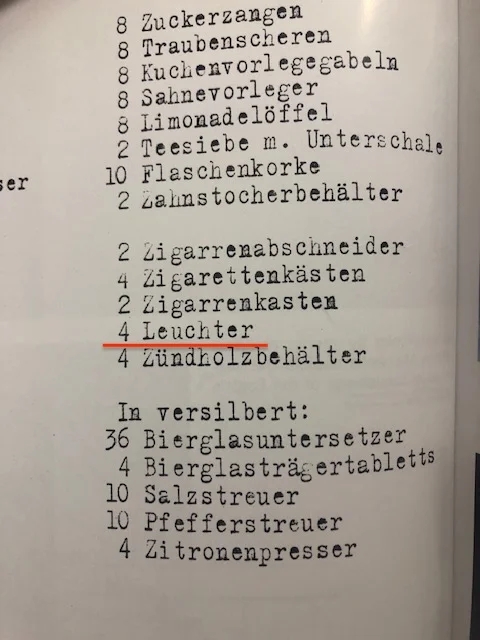 8 Zuckerzangen
8 Traubenscheren
8 Kuchenvorlegegabeln
8 Sahnevorleger
8 Limonadelöffel
2 Teesiebe m. Unterschale
ser
10 Flaschenkorke
2 Zahnstocherbehälter
2 Zigarrenabschneider
4 Zigarettenkästen
2 Zigarrenkasten
4 Leuchter
4 Zündholzbehälter
In versilbert:
36 Bierglasuntersetzer
4 Bierglasträgertabletts
10 Salzstreuer
10 Pfefferstreuer
4 Zitronenpresser